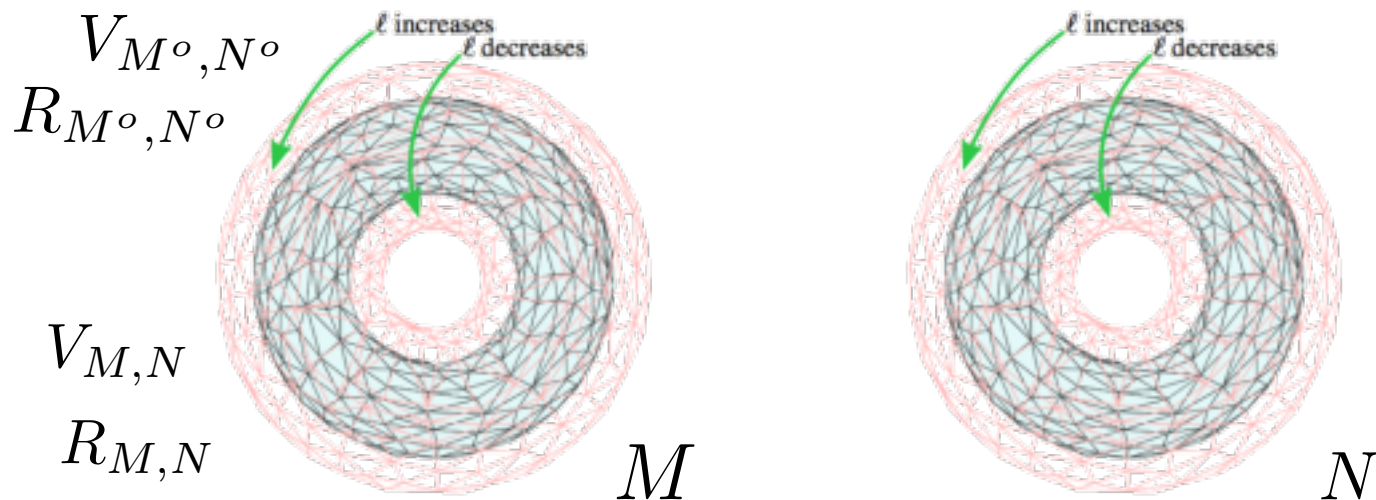 ℓ increases
ℓ decreases
ℓ increases
ℓ decreases
V_{M^o,N^o}
R_{M^o,N^o}
V_{M,N}
R_{M,N}
M
N